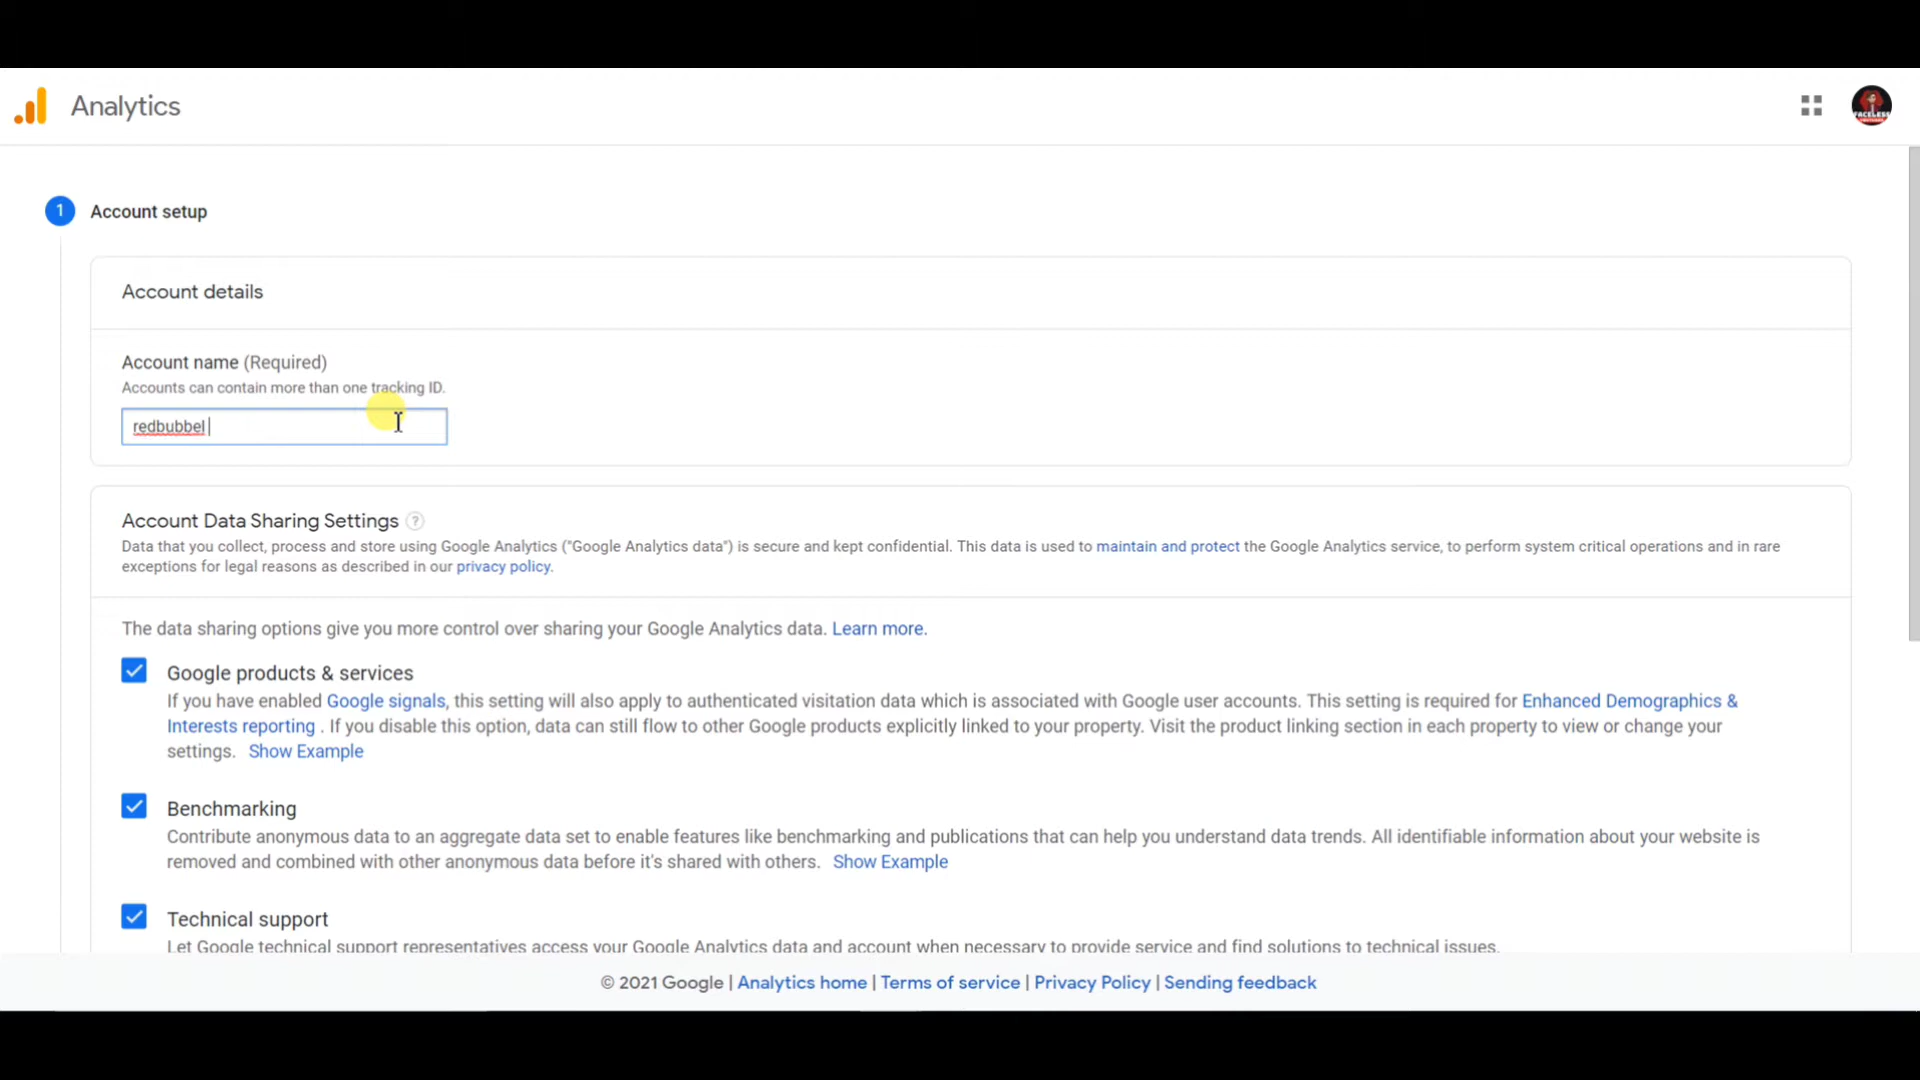 Analytics
FACELESS
1 Account setup
Account details
Account name (Required)
Accounts can contain more than one tracking ID.
redbubbel
Account Data Sharing Settings ?
Data that you collect, process and store using Google Analytics ("Google Analytics data") is secure and kept confidential. This data is used to maintain and protect the Google Analytics service, to perform system critical operations and in rare
exceptions for legal reasons as described in our privacy policy.
The data sharing options give you more control over sharing your Google Analytics data. Learn more.
Google products & services
If you have enabled Google signals, this setting will also apply to authenticated visitation data which is associated with Google user accounts. This setting is required for Enhanced Demographics &
Interests reporting . If you disable this option, data can still flow to other Google products explicitly linked to your property. Visit the product linking section in each property to view or change your
settings. Show Example
Benchmarking
Contribute anonymous data to an aggregate data set to enable features like benchmarking and publications that can help you understand data trends. All identifiable information about your website is
removed and combined with other anonymous data before it's shared with others. Show Example
Technical support
Let Google technical support representatives access your Google Analytics data and account when necessary to provide service and find solutions to technical issues.
© 2021 Google | Analytics home | Terms of service | Privacy Policy | Sending feedback